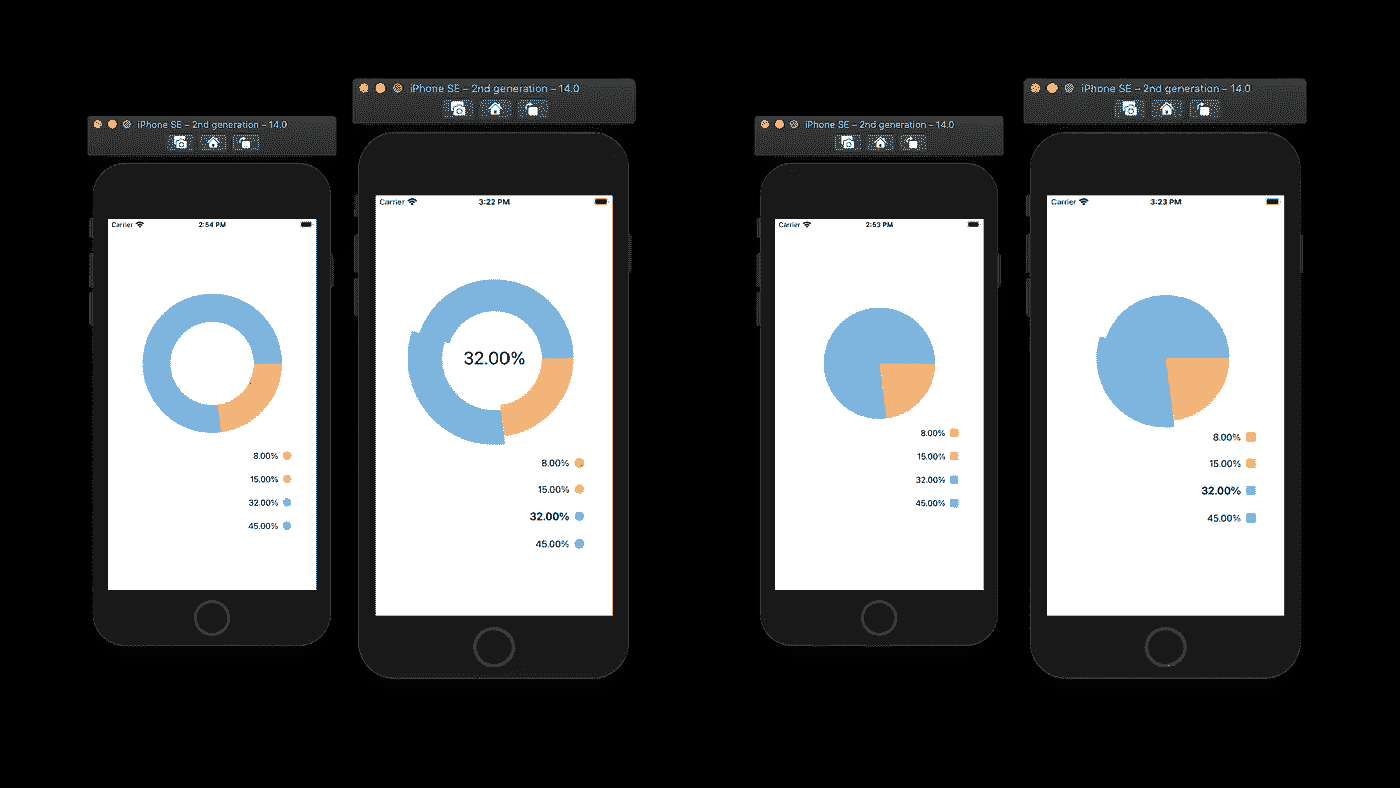 iPhone SE – 2nd generation – 14.0
Carrier 2:54 PM
8.00%
15.00%
32.00%
45.00%
iPhone SE – 2nd generation – 14.0
Carrier 3:22 PM
32.00%
8.00%
15.00%
32.00%
45.00%
iPhone SE – 2nd generation – 14.0
Carrier 2:53 PM
8.00%
15.00%
32.00%
45.00%
iPhone SE – 2nd generation – 14.0
Carrier 3:23 PM
8.00%
15.00%
32.00%
45.00%